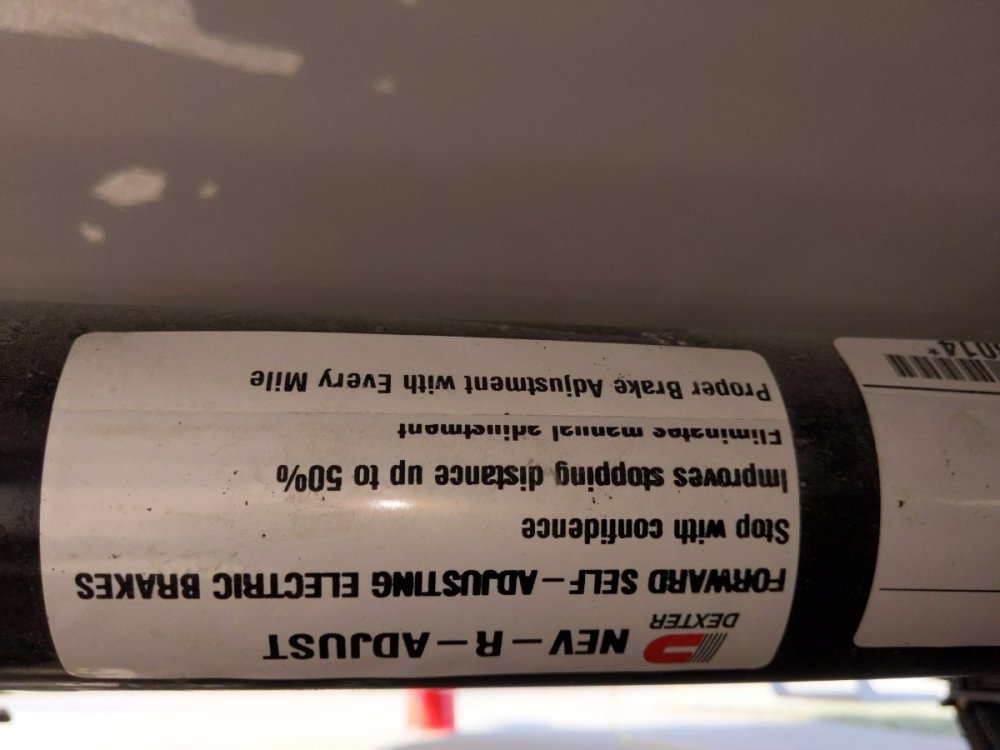 NEV-R-ADJUST
DEXTER
FORWARD SELF-ADJUSTING ELECTRIC BRAKES
Stop with confidence
Improves stopping distance up to 50%
Eliminates manual adjustment
Proper Brake Adjustment with Every Mile
014*